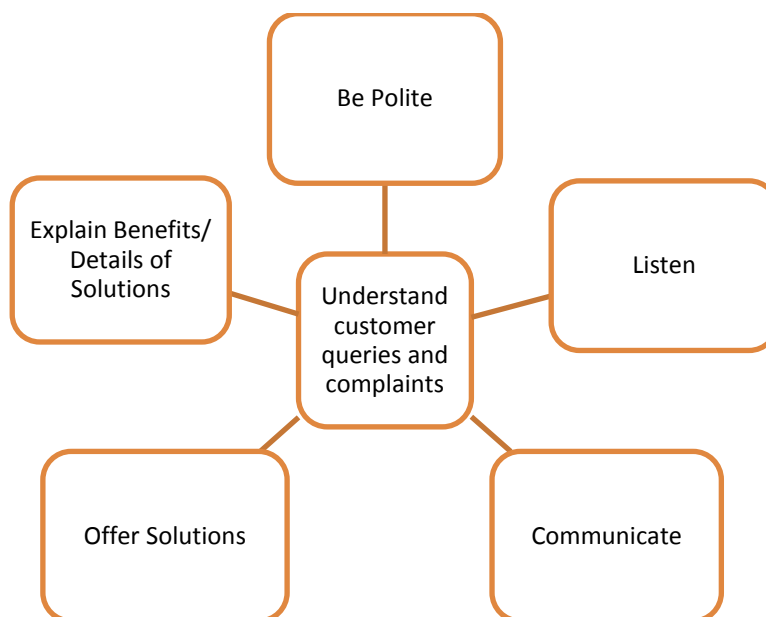 Be Polite
Explain Benefits/
Details of
Solutions
Listen
Understand
customer
queries and
complaints
Offer Solutions
Communicate